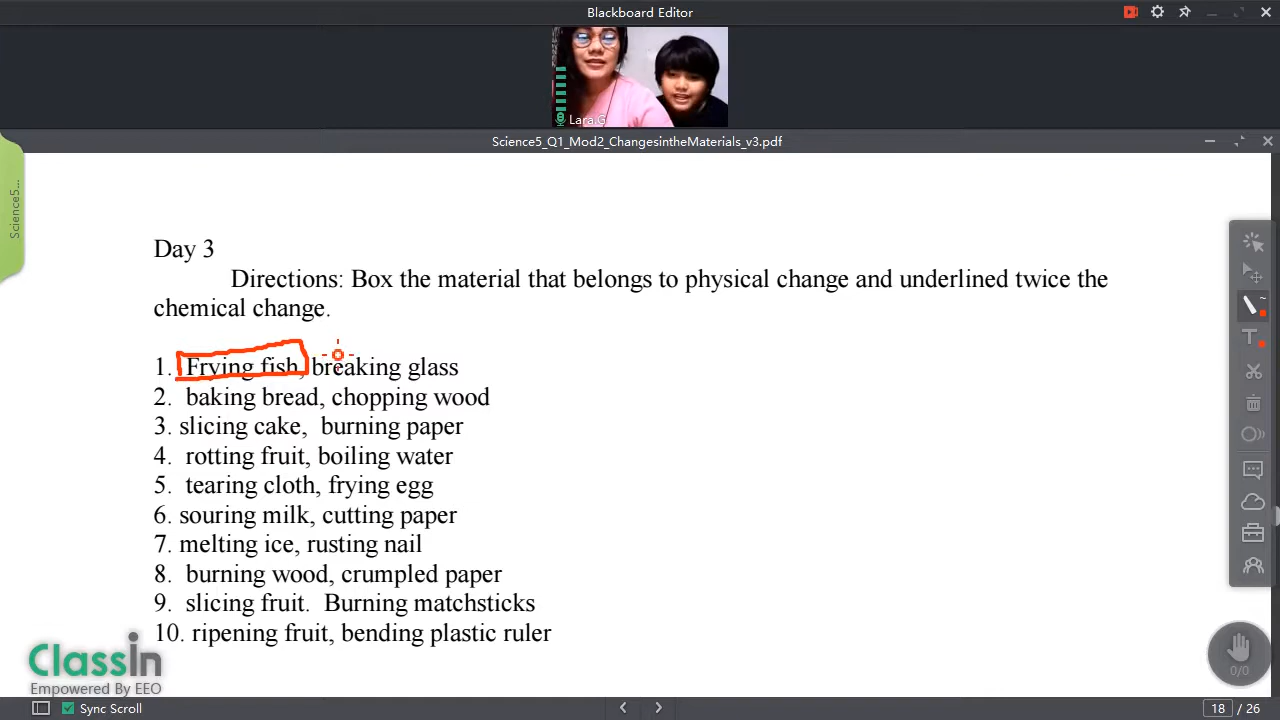 Blackboard Editor
Lara.G
Science5_Q1_Mod2_ChangesintheMaterials_v3.pdf
Science5...
Day 3
Directions: Box the material that belongs to physical change and underlined twice the
chemical change.
1. Frying fish, breaking glass
2. baking bread, chopping wood
3. slicing cake, burning paper
4. rotting fruit, boiling water
5. tearing cloth, frying egg
6. souring milk, cutting paper
7. melting ice, rusting nail
8. burning wood, crumpled paper
9. slicing fruit. Burning matchsticks
10. ripening fruit, bending plastic ruler
ClassIn
Empowered By EEO
0/0
Sync Scroll
18 / 26